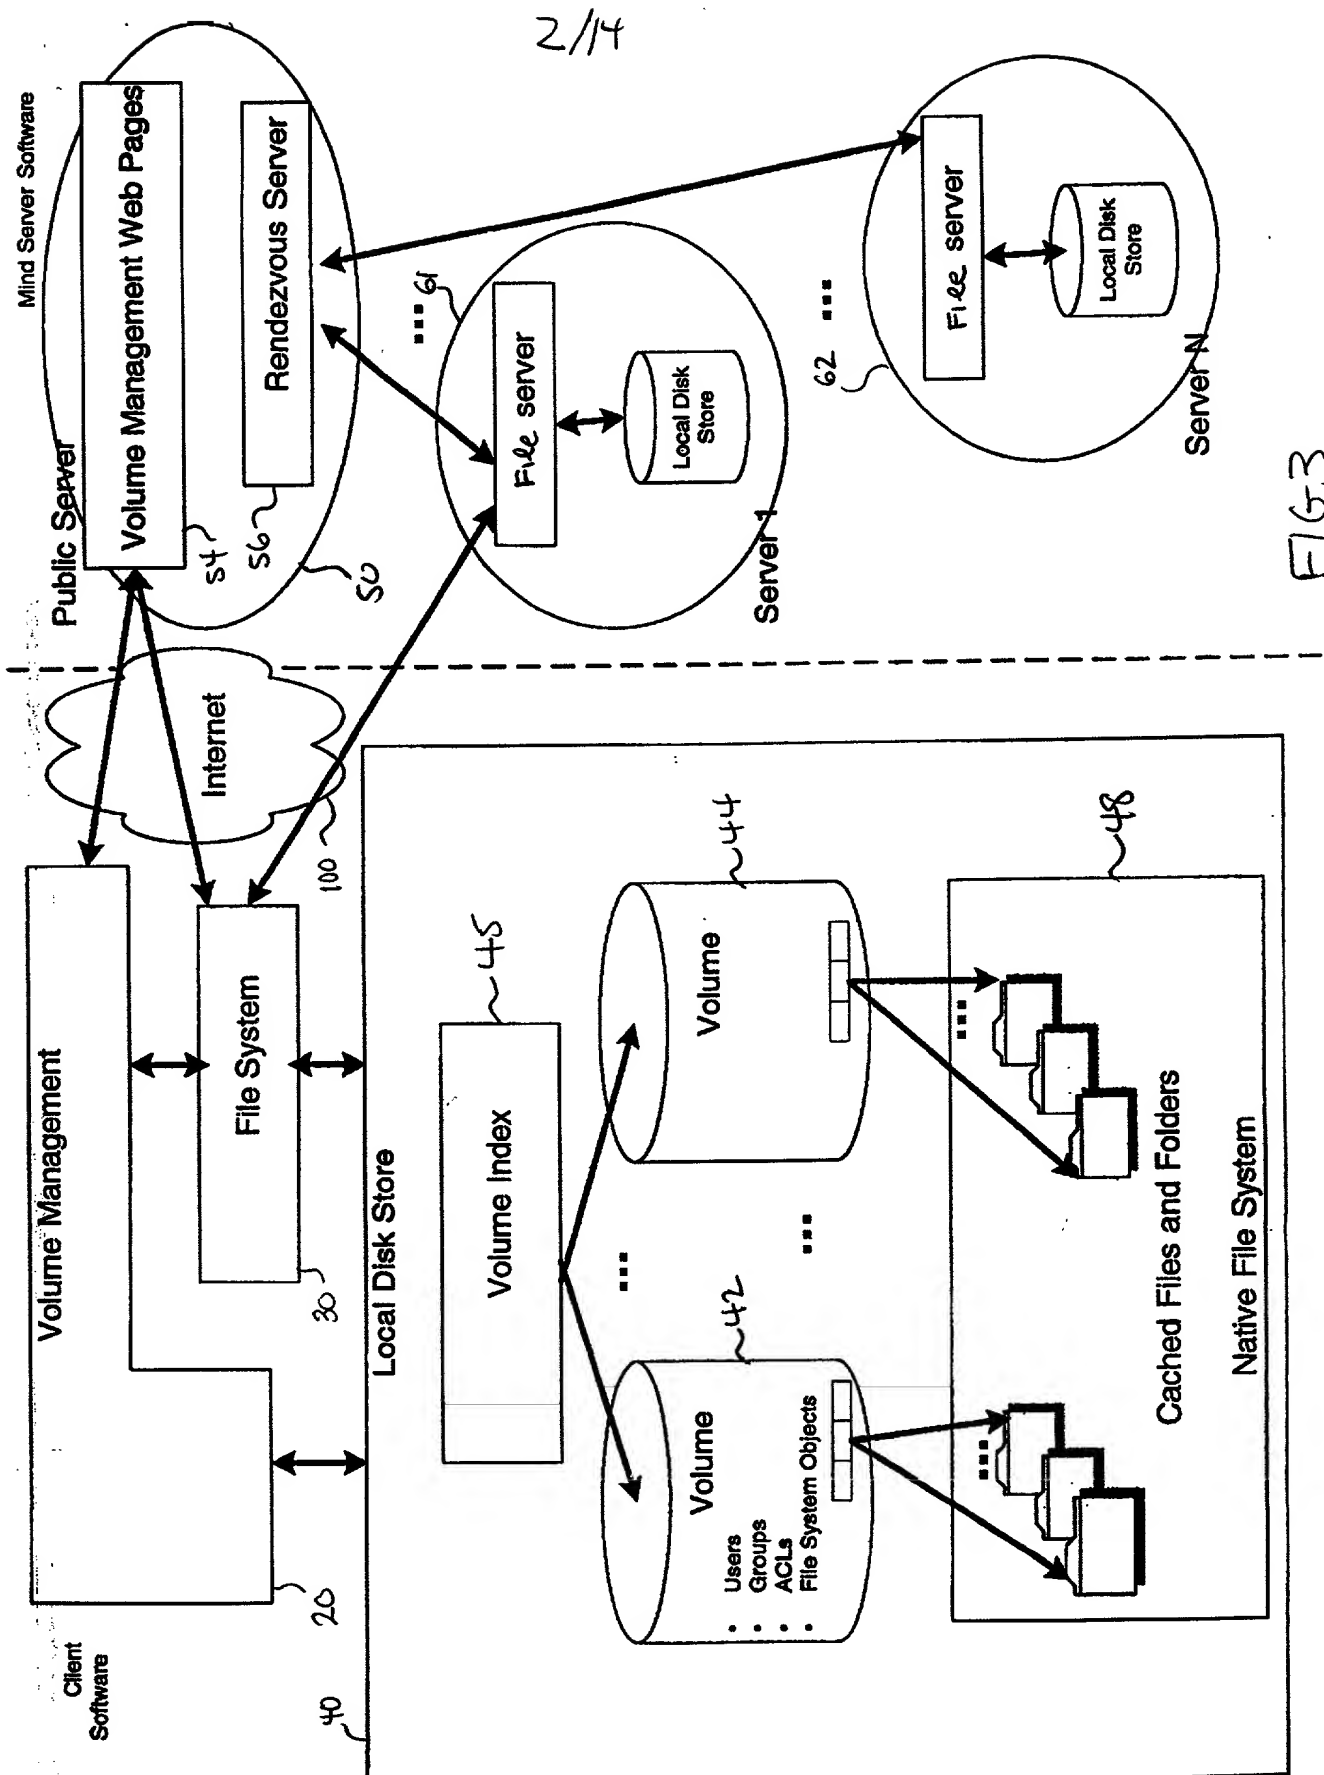 2/14
Client
Software
Mind Server Software
Volume Management
20
File System
30
Internet
100
Public Server
Volume Management Web Pages
54
Rendezvous Server
56
50
40
Local Disk Store
Volume Index
45
...
Volume
• Users
• Groups
• ACLs
• File System Objects
42
...
Volume
44
...
...
Cached Files and Folders
Native File System
48
... 61
File server
Local Disk
Store
Server 1
...
62
File server
Local Disk
Store
Server N
FIG3